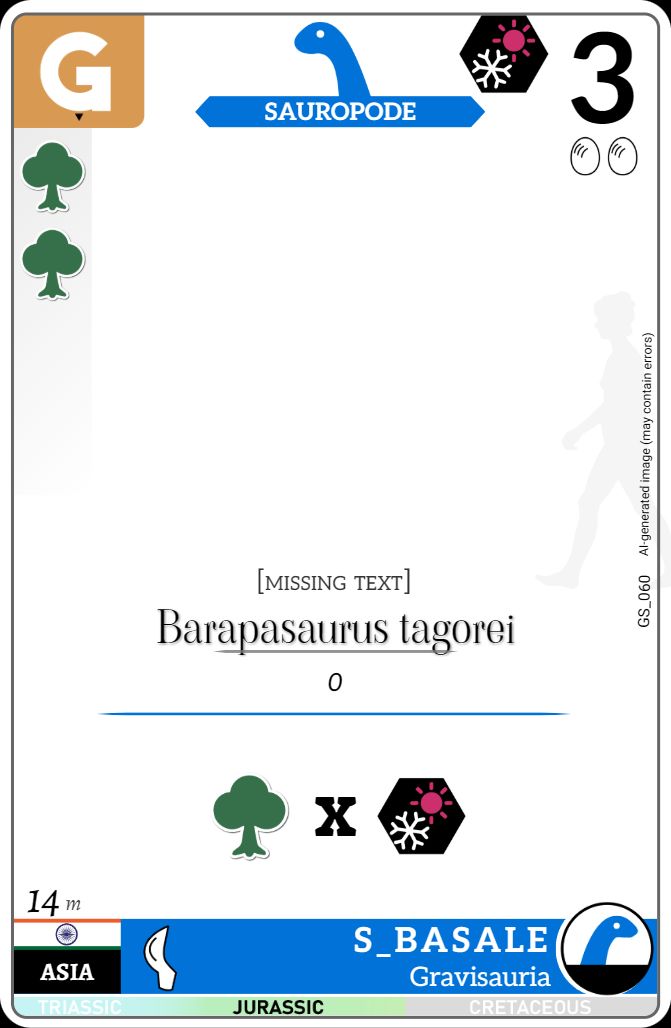 G
SAUROPODE
3
AI-generated image (may contain errors)
GS_060
[MISSING TEXT]
Barapasaurus tagorei
0
X
14 m
ASIA
S_BASALE
Gravisauria
TRIASSIC JURASSIC CRETACEOUS